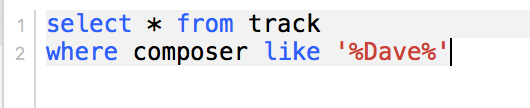 1 select * from track
2 where composer like '%Dave%'